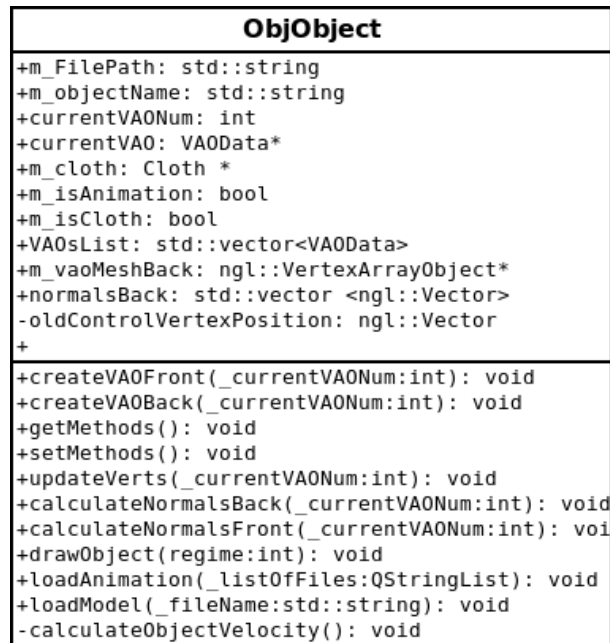 ObjObject
+m_FilePath: std::string
+m_objectName: std::string
+currentVAONum: int
+currentVAO: VAOData*
+m_cloth: Cloth *
+m_isAnimation: bool
+m_isCloth: bool
+VAOsList: std::vector<VAOData>
+m_vaoMeshBack: ngl::VertexArrayObject*
+normalsBack: std::vector <ngl::Vector>
-oldControlVertexPosition: ngl::Vector
+
+createVAOFront(_currentVAONum:int): void
+createVAOBack(_currentVAONum:int): void
+getMethods(): void
+setMethods(): void
+updateVerts(_currentVAONum:int): void
+calculateNormalsBack(_currentVAONum:int): void
+calculateNormalsFront(_currentVAONum:int): voi
+drawObject(regime:int): void
+loadAnimation(_listOfFiles:QStringList): void
+loadModel(_fileName:std::string): void
-calculateObjectVelocity(): void